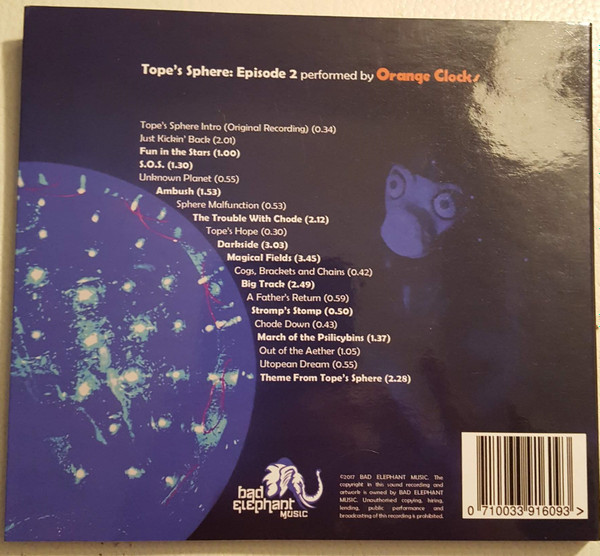 Tope's Sphere: Episode 2 performed by Orange Clocks
Tope's Sphere Intro (Original Recording) (0.34)
Just Kickin' Back (2.01)
Fun in the Stars (1.00)
S.O.S. (1.30)
Unknown Planet (0.55)
Ambush (1.53)
Sphere Malfunction (0.53)
The Trouble With Chode (2.12)
Tope's Hope (0.30)
Darkside (3.03)
Magical Fields (3.45)
Cogs, Brackets and Chains (0.42)
Big Track (2.49)
A Father's Return (0.59)
Stromp's Stomp (0.50)
Chode Down (0.43)
March of the Psilicybins (1.37)
Out of the Aether (1.05)
Utopean Dream (0.55)
Theme From Tope's Sphere (2.28)
bad
elephant
MUSIC
©2017 BAD ELEPHANT MUSIC. The
copyright in this sound recording and
artwork is owned by BAD ELEPHANT
MUSIC. Unauthorised copying, hiring,
lending, public performance and
broadcasting of this recording is prohibited.
0 710033 916093 >